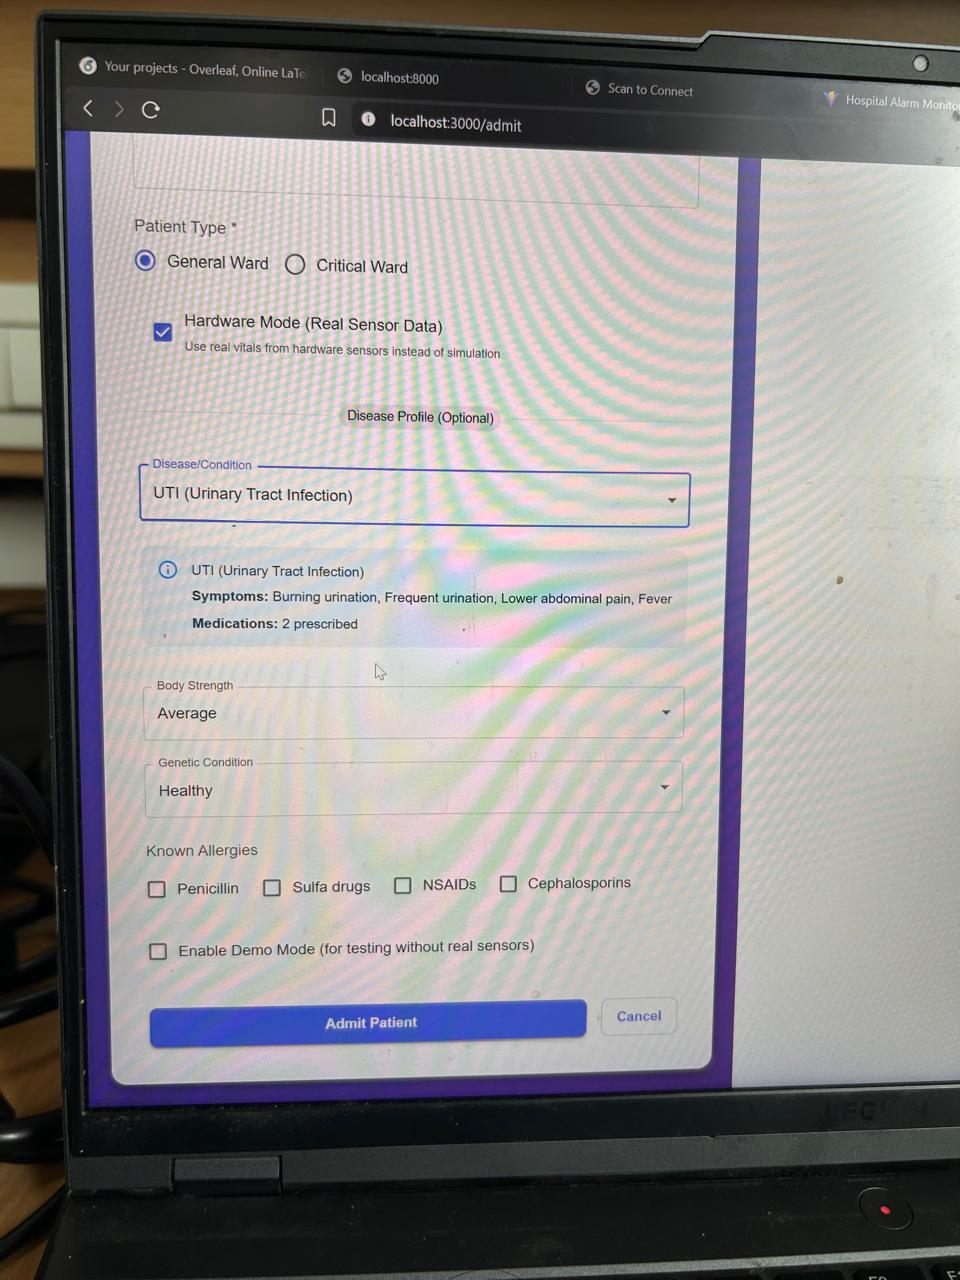 Your projects - Overleaf, Online LaTe
localhost:8000
Scan to Connect
Hospital Alarm Monito
localhost:3000/admit
Patient Type *
General Ward Critical Ward
Hardware Mode (Real Sensor Data)
Use real vitals from hardware sensors instead of simulation
Disease Profile (Optional)
Disease/Condition
UTI (Urinary Tract Infection)
UTI (Urinary Tract Infection)
Symptoms: Burning urination, Frequent urination, Lower abdominal pain, Fever
Medications: 2 prescribed
Body Strength
Average
Genetic Condition
Healthy
Known Allergies
Penicillin Sulfa drugs NSAIDs Cephalosporins
Enable Demo Mode (for testing without real sensors)
Admit Patient Cancel
LEGION